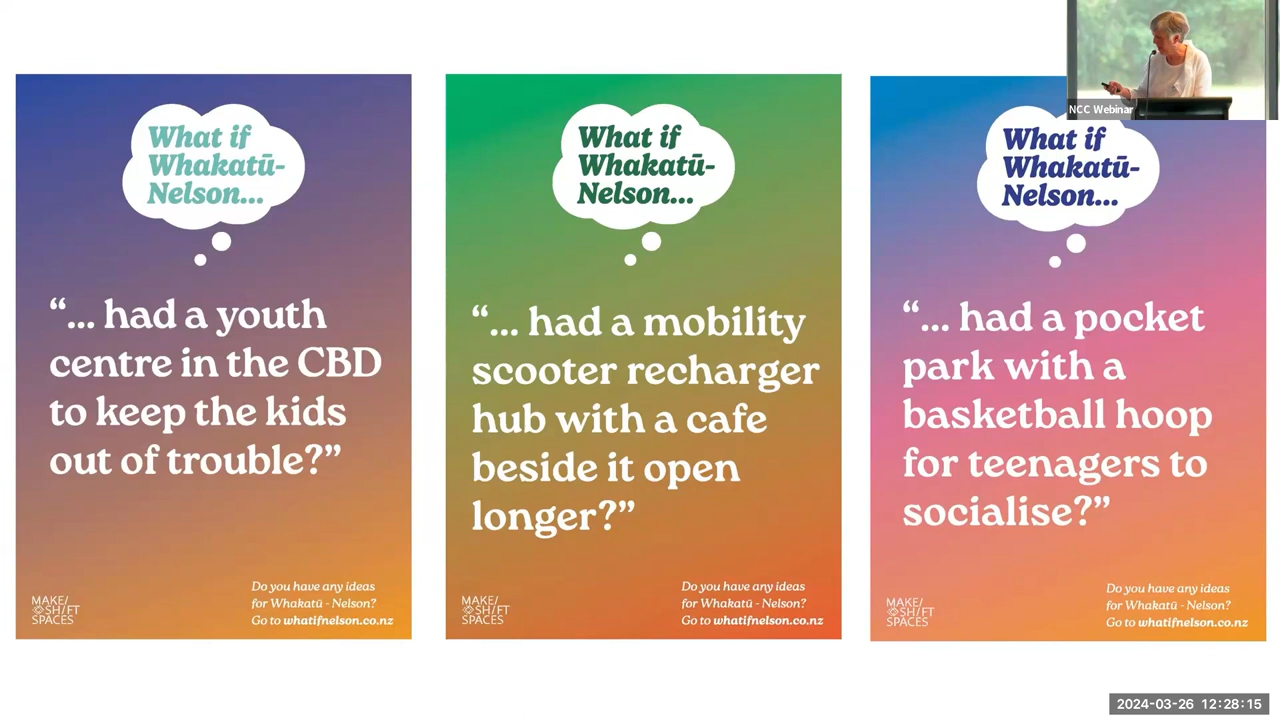 NCC Webinar
What if
Whakatū-
Nelson...
“... had a youth
centre in the CBD
to keep the kids
out of trouble?”
MAKE/
SH/FT
SPACES
Do you have any ideas
for Whakatū - Nelson?
Go to whatifnelson.co.nz
What if
Whakatū-
Nelson...
“... had a mobility
scooter recharger
hub with a cafe
beside it open
longer?”
MAKE/
SH/FT
SPACES
Do you have any ideas
for Whakatū - Nelson?
Go to whatifnelson.co.nz
What if
Whakatū-
Nelson...
“... had a pocket
park with a
basketball hoop
for teenagers to
socialise?”
MAKE/
SH/FT
SPACES
Do you have any ideas
for Whakatū - Nelson?
Go to whatifnelson.co.nz
2024-03-26 12:28:15